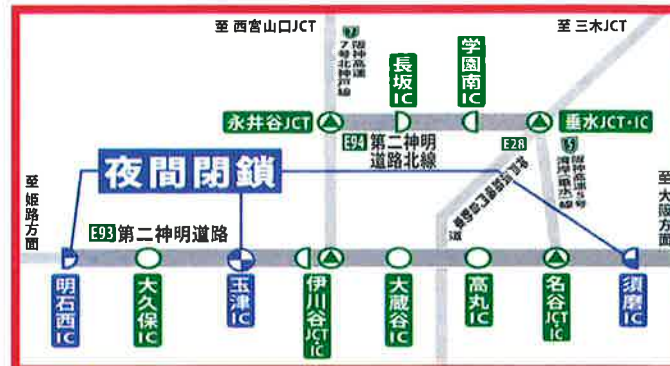 至 西宮山口JCT
至 三木JCT
7
阪神高速
7号北神戸線
長坂IC
学園南IC
永井谷JCT
垂水JCT・IC
E94 第二神明
道路北線
E28
5
阪神高速5号
湾岸(垂水)線
夜間閉鎖
至 姫路方面
至 大阪方面
E93 第二神明道路
明石西IC
大久保IC
玉津IC
伊川谷JCT・IC
大蔵谷IC
高丸IC
名谷JCT・IC
須磨IC